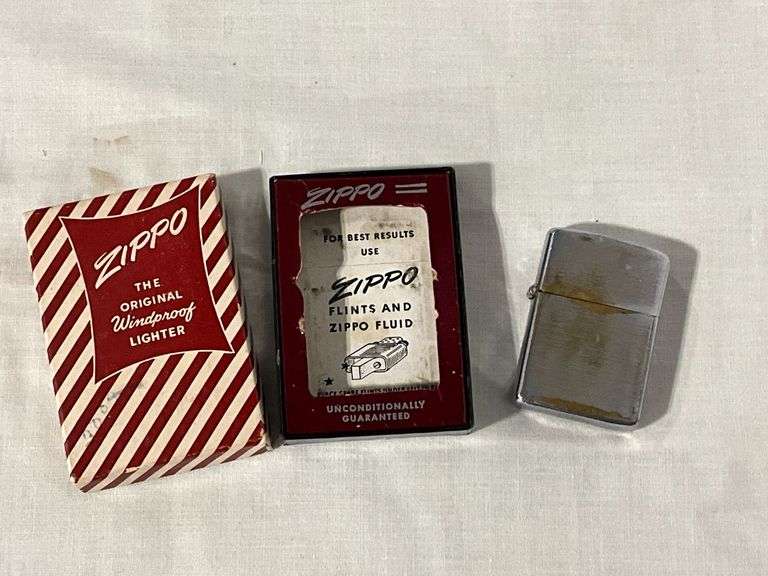 ZIPPO
THE
ORIGINAL
Windproof
LIGHTER
ZIPPO
FOR BEST RESULTS
USE
ZIPPO
FLINTS AND
ZIPPO FLUID
UNCONDITIONALLY
GUARANTEED